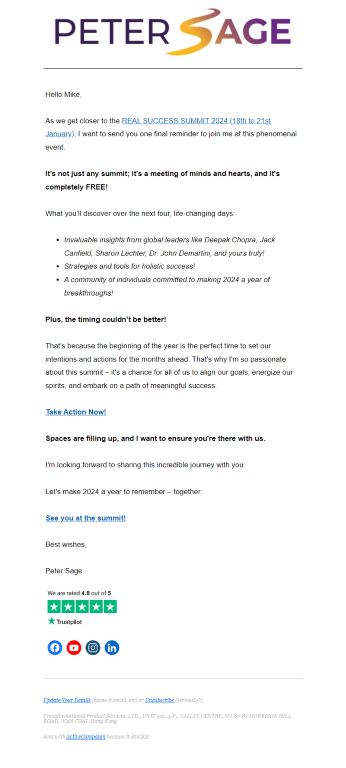 PETER SAGE
Hello Mike,
As we get closer to the REAL SUCCESS SUMMIT 2024 (18th to 21st
January), I want to send you one final reminder to join me at this phenomenal
event.
It's not just any summit; it's a meeting of minds and hearts, and it's
completely FREE!
What you'll discover over the next four, life-changing days:
• Invaluable insights from global leaders like Deepak Chopra, Jack
Canfield, Sharon Lechter, Dr. John Demartini, and yours truly!
• Strategies and tools for holistic success!
• A community of individuals committed to making 2024 a year of
breakthroughs!
Plus, the timing couldn't be better!
That's because the beginning of the year is the perfect time to set our
intentions and actions for the months ahead. That's why I'm so passionate
about this summit – it's a chance for all of us to align our goals, energize our
spirits, and embark on a path of meaningful success.
Take Action Now!
Spaces are filling up, and I want to ensure you're there with us.
I'm looking forward to sharing this incredible journey with you.
Let's make 2024 a year to remember – together.
See you at the summit!
Best wishes,
Peter Sage
We are rated 4.8 out of 5
Trustpilot
Update Your Details (name & email, etc) or Unsubscribe (seriously?)
Transformational Product Services, LTD., UNIT 912, 9/F., VALLEY CENTRE, NO 80-82 MORRISON HILL
ROAD, WAN CHAI, Hong Kong
Sent with ActiveCampaign because it ROCKS!